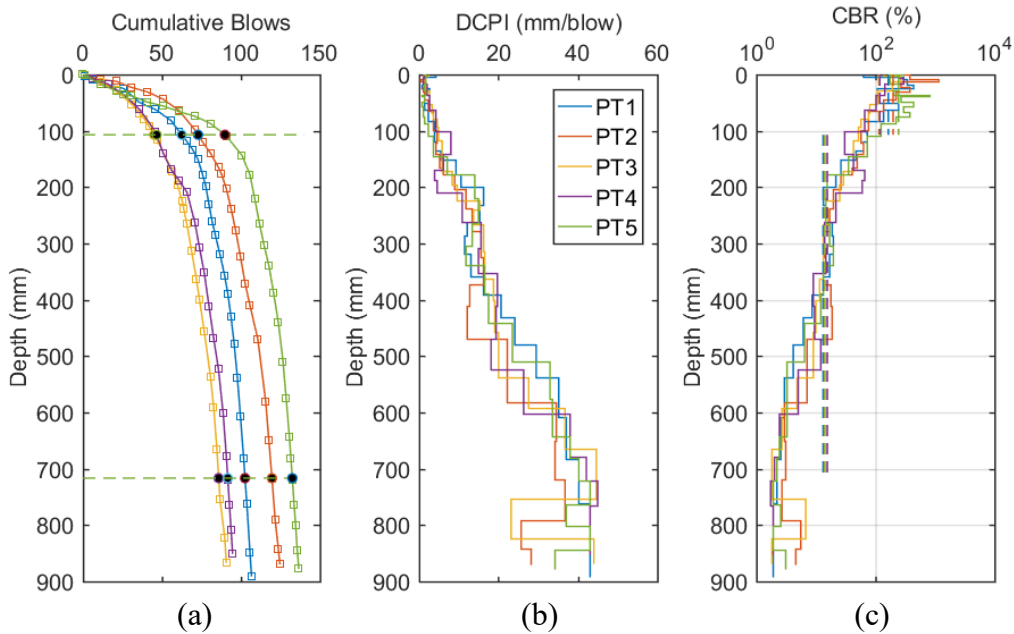 Cumulative Blows
0 50 100 150
0
100
200
300
400
500
600
700
800
900
Depth (mm)
(a)
DCPI (mm/blow)
0 20 40 60
0
100
200
300
400
500
600
700
800
900
Depth (mm)
PT1
PT2
PT3
PT4
PT5
(b)
CBR (%)
10^0 10^2 10^4
0
100
200
300
400
500
600
700
800
900
Depth (mm)
(c)